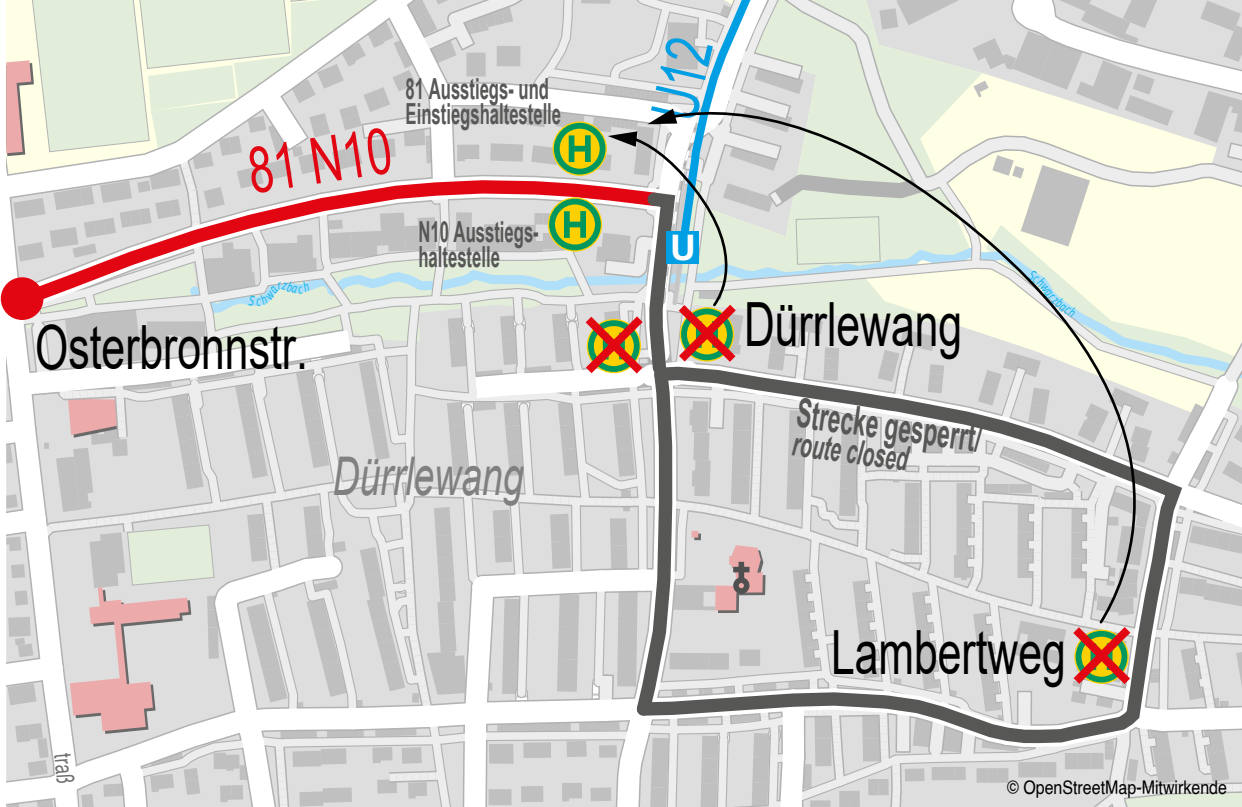 U12
81 Ausstiegs- und
Einstiegshaltestelle
H
81 N10
H
N10 Ausstiegs-
haltestelle
U
Schwarzbach
Schwarzbach
Osterbronnstr.
H
H
Dürrlewang
Strecke gesperrt/
route closed
Dürrlewang
Lambertweg
H
traß
© OpenStreetMap-Mitwirkende